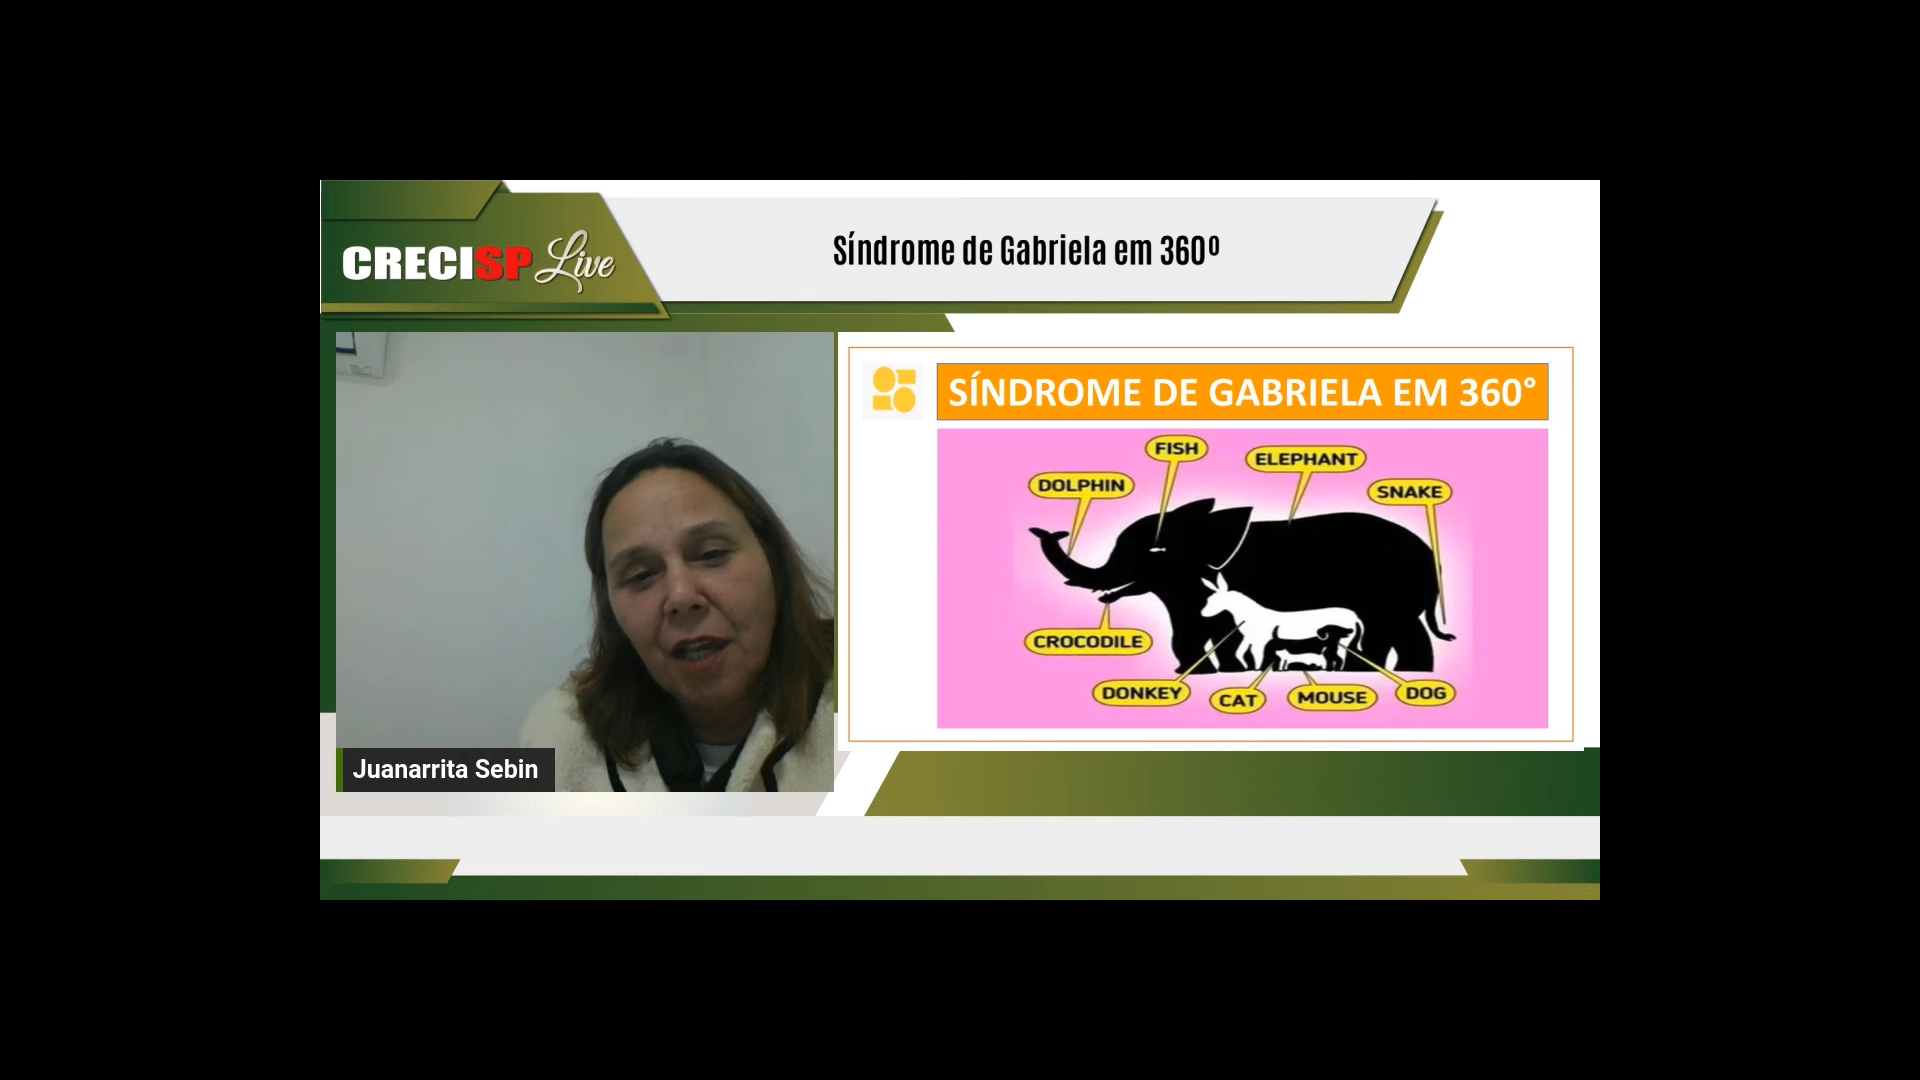 CRECISP Live
Síndrome de Gabriela em 360º
SÍNDROME DE GABRIELA EM 360°
FISH
ELEPHANT
DOLPHIN
SNAKE
CROCODILE
DONKEY
CAT
MOUSE
DOG
Juanarrita Sebin